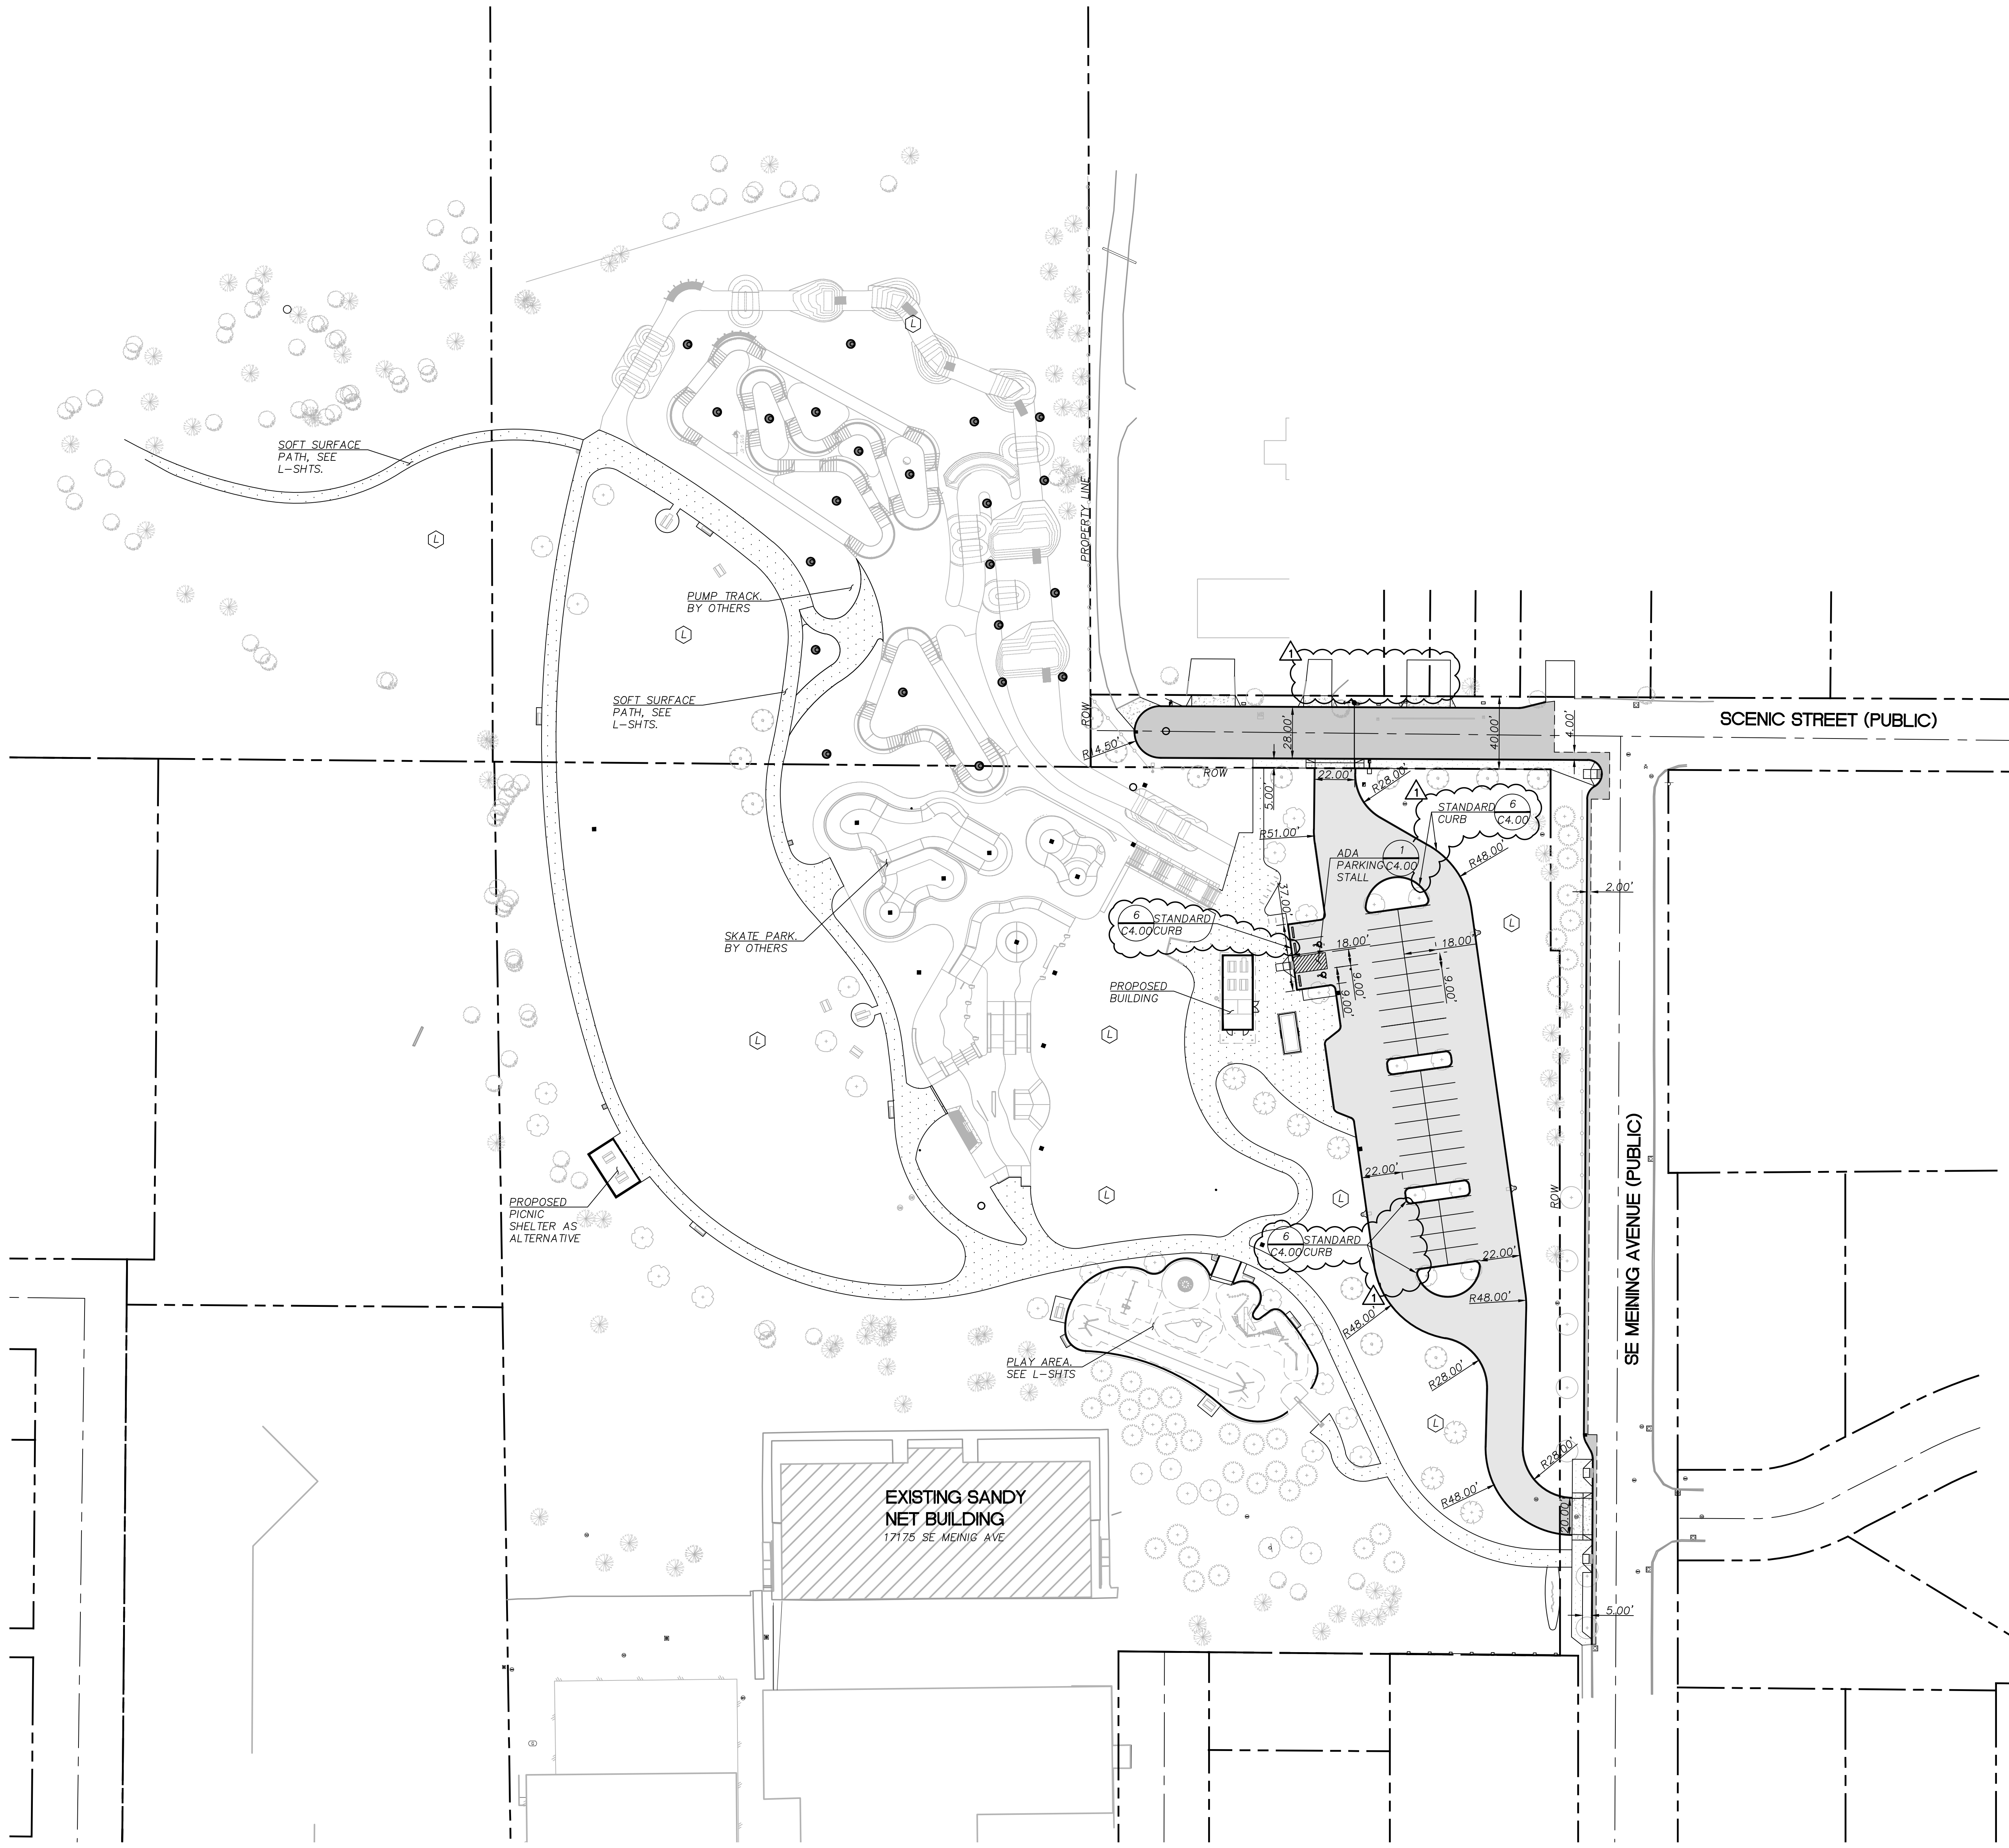 SOFT SURFACE
PATH, SEE
L-SHTS.
L
L
L
PROPERTY LINE
PUMP TRACK.
BY OTHERS
L
SOFT SURFACE
PATH, SEE
L-SHTS.
1
ROW
R14.50'
28.00'
40.00'
4.00'
SCENIC STREET (PUBLIC)
ROW
5.00'
22.00'
R28.00'
1
STANDARD
CURB
6
C4.00
R51.00'
ADA
PARKING
STALL
1
C4.00
R48.00'
2.00'
37.00'
6
C4.00
STANDARD
CURB
SKATE PARK.
BY OTHERS
18.00'
18.00'
9.00'
9.00'
9.00'
L
PROPOSED
BUILDING
L
L
22.00'
L
L
ROW
SE MEINING AVENUE (PUBLIC)
PROPOSED
PICNIC
SHELTER AS
ALTERNATIVE
6
C4.00
STANDARD
CURB
22.00'
R48.00'
1
R48.00'
PLAY AREA.
SEE L-SHTS
R28.00'
L
R28.00'
R48.00'
20.00'
EXISTING SANDY
NET BUILDING
17175 SE MEINIG AVE
5.00'